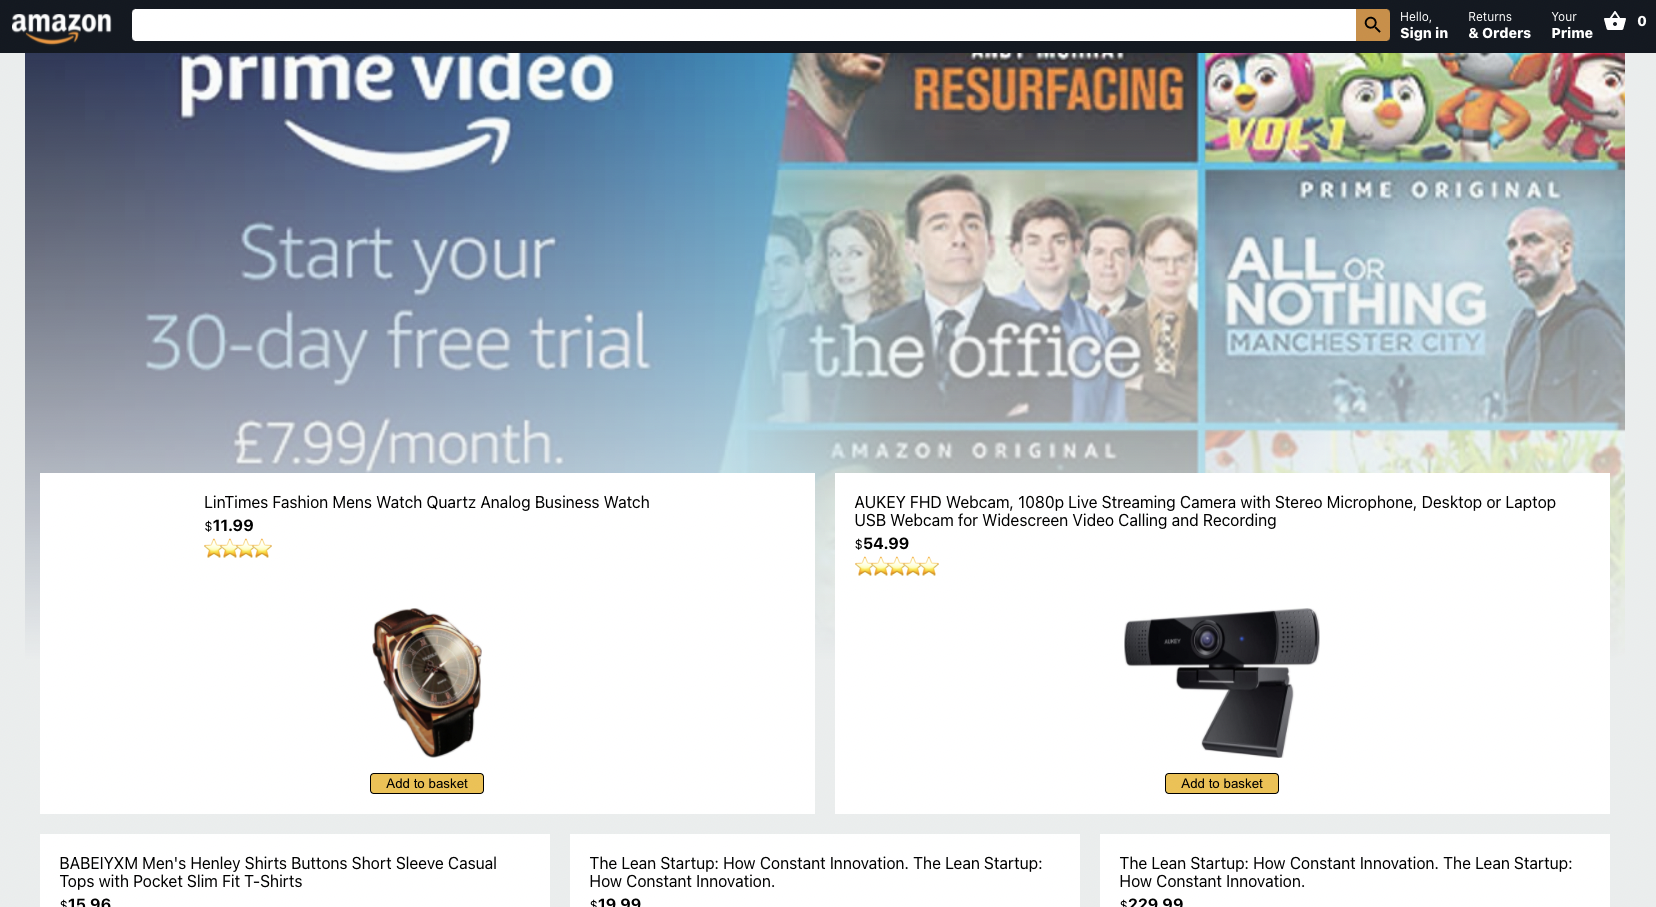 amazon
Hello,
Sign in
Returns
& Orders
Your
Prime
0
prime video
Start your
30-day free trial
£7.99/month.
ANDY MURRAY
RESURFACING
VOL 1
the office
PRIME ORIGINAL
ALL OR
NOTHING
MANCHESTER CITY
AMAZON ORIGINAL
LinTimes Fashion Mens Watch Quartz Analog Business Watch
$11.99
Add to basket
AUKEY FHD Webcam, 1080p Live Streaming Camera with Stereo Microphone, Desktop or Laptop
USB Webcam for Widescreen Video Calling and Recording
$54.99
AUKEY
Add to basket
BABEIYXM Men's Henley Shirts Buttons Short Sleeve Casual
Tops with Pocket Slim Fit T-Shirts
$15.96
The Lean Startup: How Constant Innovation. The Lean Startup:
How Constant Innovation.
$19.99
The Lean Startup: How Constant Innovation. The Lean Startup:
How Constant Innovation.
$229.99